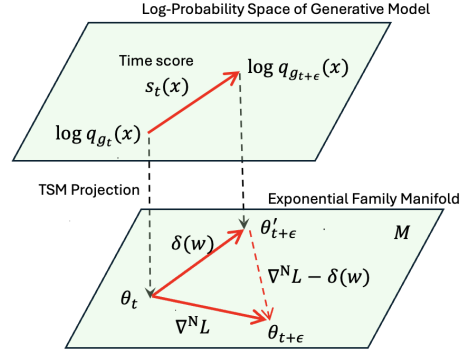 Log-Probability Space of Generative Model
Time score
s_t(x)
log q_{g_{t+ϵ}}(x)
log q_{g_t}(x)
TSM Projection
Exponential Family Manifold
M
θ'_{t+ϵ}
δ(w)
∇^N L − δ(w)
θ_t
∇^N L
θ_{t+ϵ}